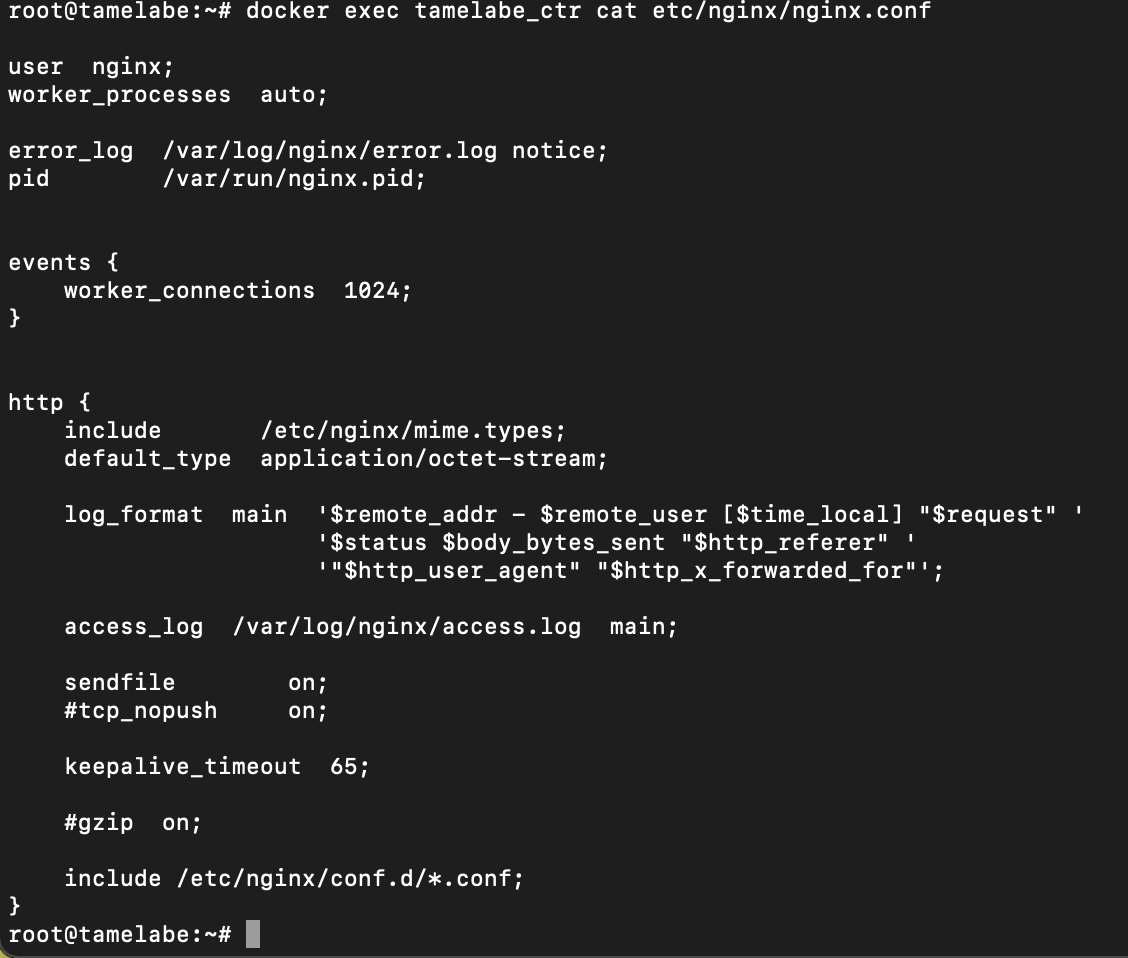 root@tamelabe:~# docker exec tamelabe_ctr cat etc/nginx/nginx.conf

user  nginx;
worker_processes  auto;

error_log  /var/log/nginx/error.log notice;
pid        /var/run/nginx.pid;


events {
    worker_connections  1024;
}


http {
    include       /etc/nginx/mime.types;
    default_type  application/octet-stream;

    log_format  main  '$remote_addr - $remote_user [$time_local] "$request" '
                      '$status $body_bytes_sent "$http_referer" '
                      '"$http_user_agent" "$http_x_forwarded_for"';

    access_log  /var/log/nginx/access.log  main;

    sendfile        on;
    #tcp_nopush     on;

    keepalive_timeout  65;

    #gzip  on;

    include /etc/nginx/conf.d/*.conf;
}
root@tamelabe:~#